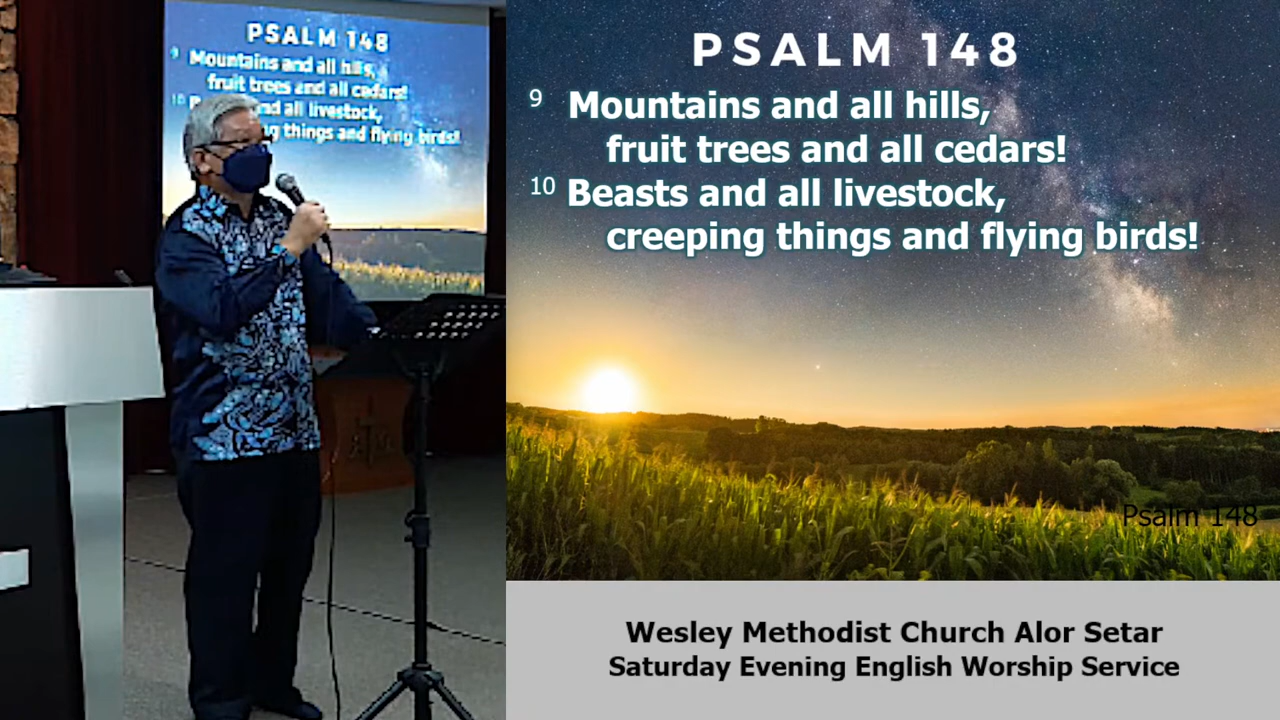 PSALM 148
9 Mountains and all hills,
fruit trees and all cedars!
10 and all livestock,
things and flying birds!
PSALM 148
9 Mountains and all hills,
fruit trees and all cedars!
10 Beasts and all livestock,
creeping things and flying birds!
Psalm 148
Wesley Methodist Church Alor Setar
Saturday Evening English Worship Service